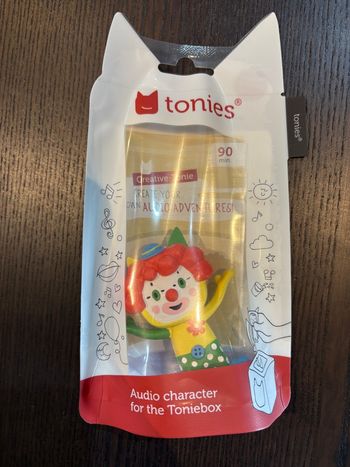 tonies®
tonies®
90
min
Creative-Tonie
CREATE YOUR
OWN AUDIO ADVENTURES!
Audio character
for the Toniebox